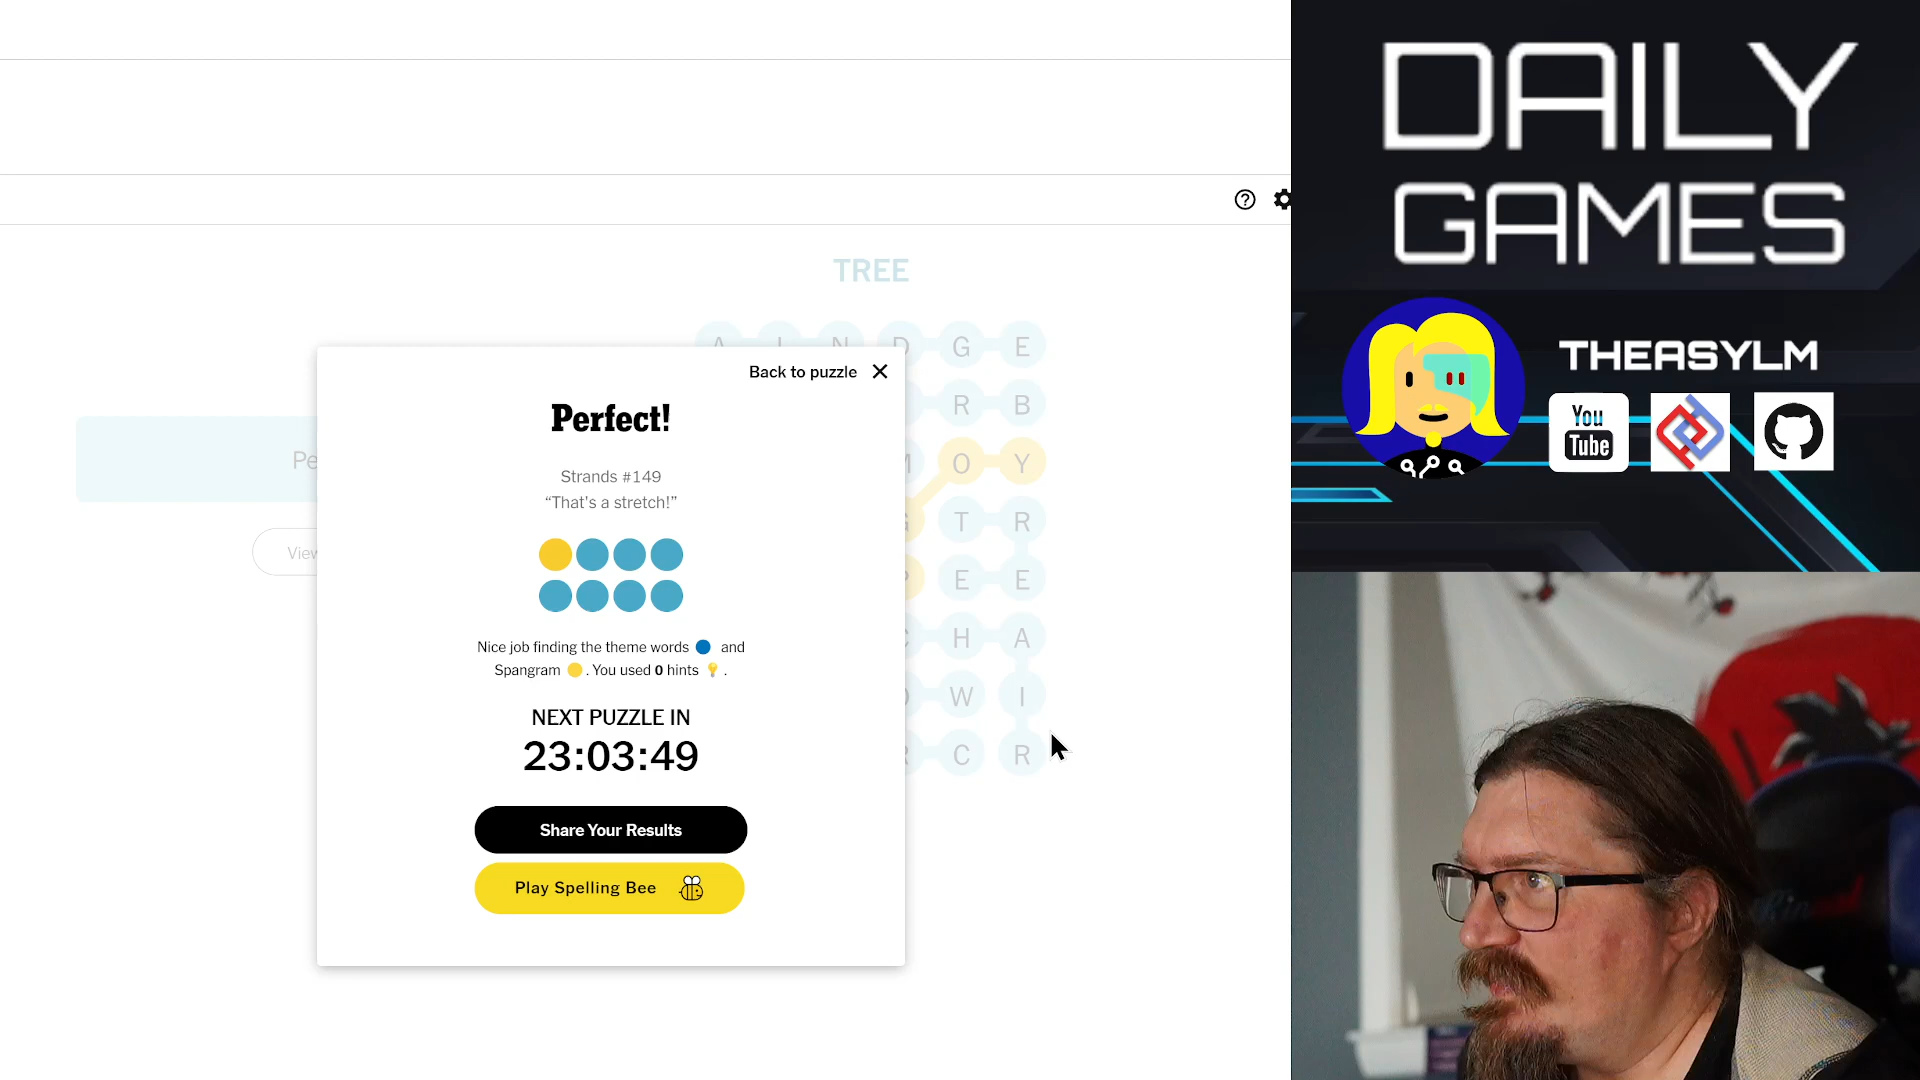 DAILY
GAMES
THEASYLM
You
Tube
TREE
A I N D G E
R B
O Y
T R
E E
H A
W I
C R
Pe
View
Back to puzzle
Perfect!
Strands #149
“That's a stretch!”
Nice job finding the theme words and
Spangram . You used 0 hints .
NEXT PUZZLE IN
23:03:49
Share Your Results
Play Spelling Bee